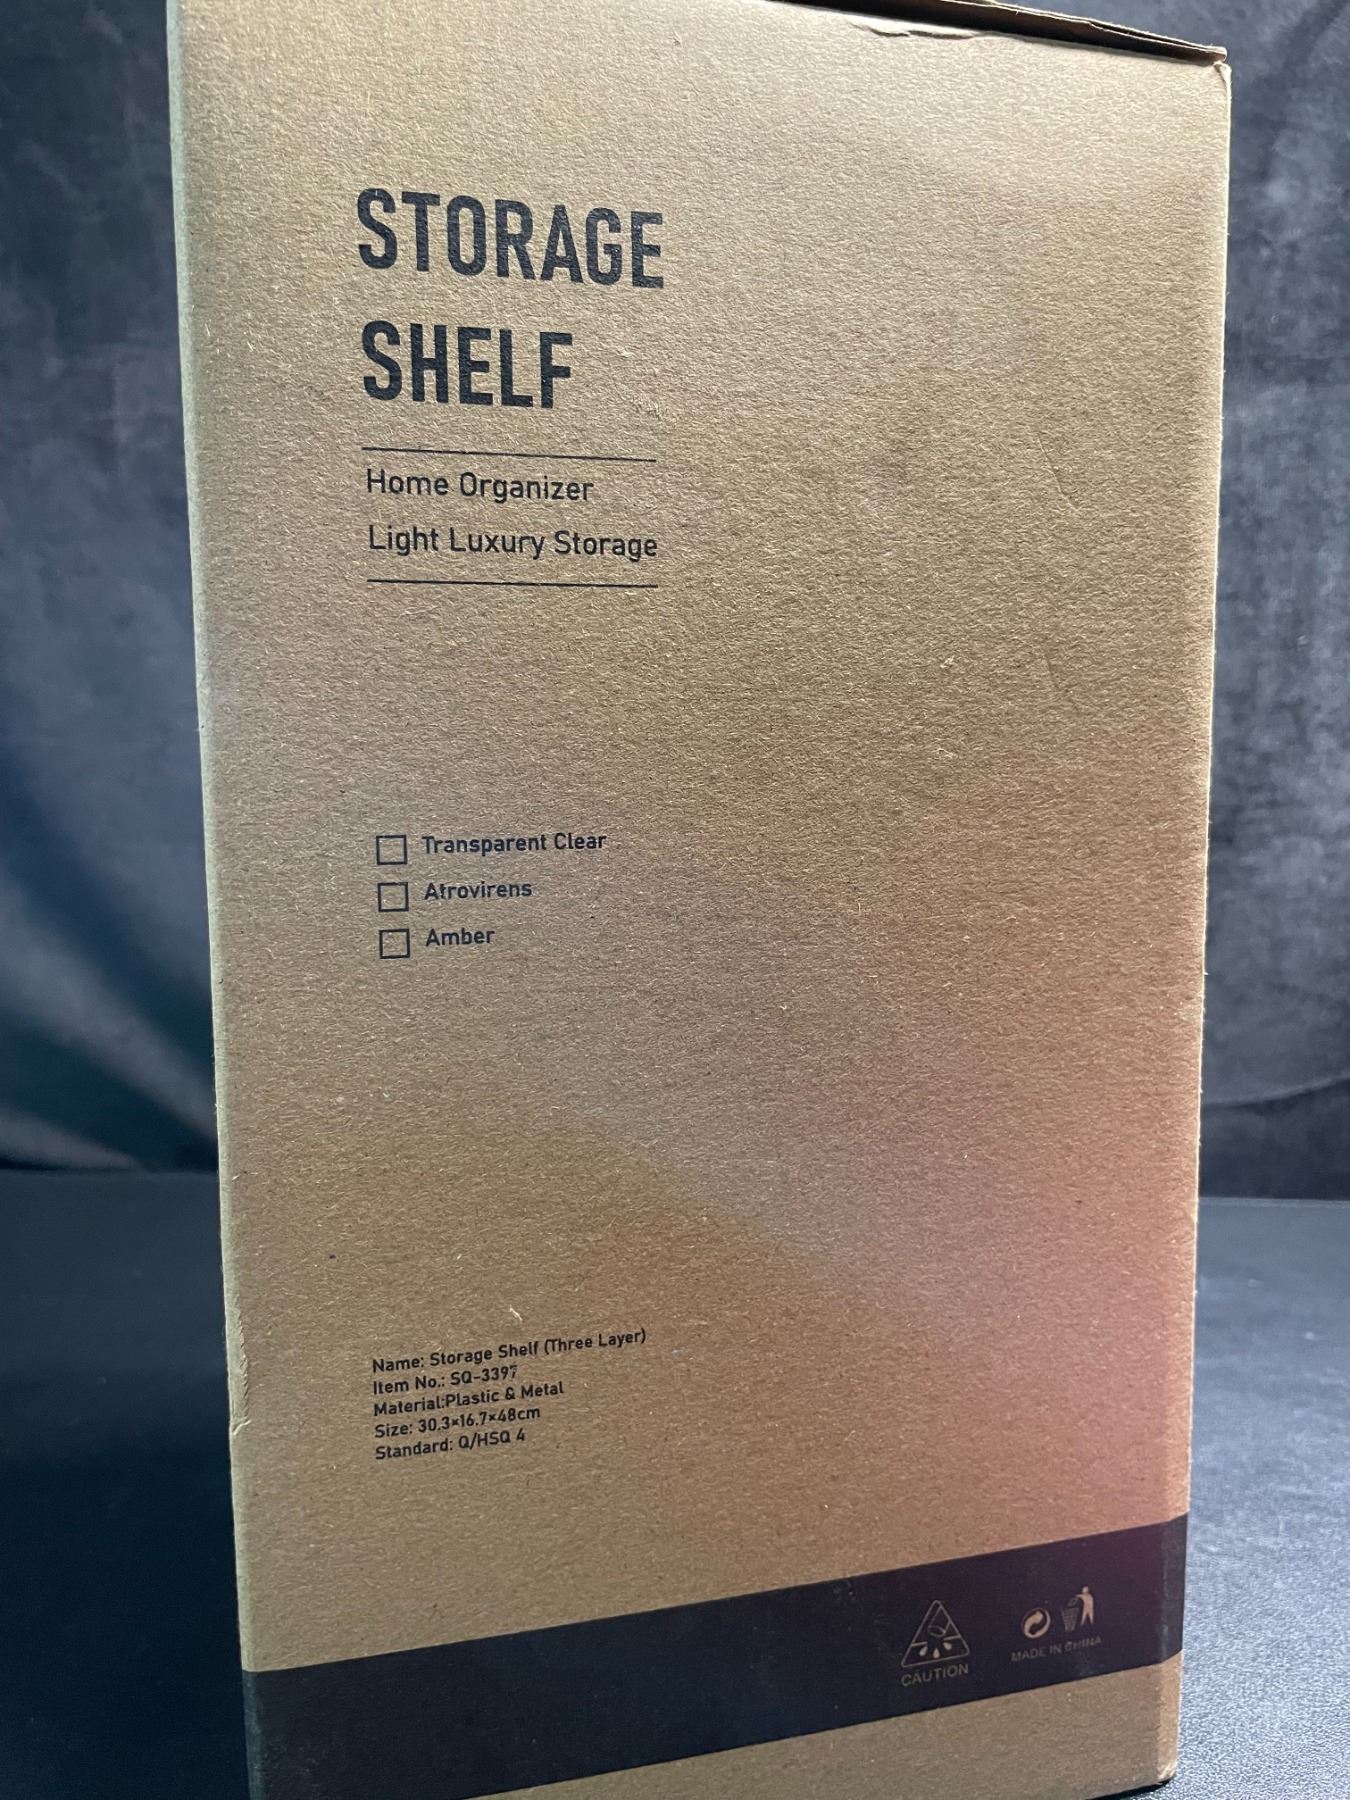 STORAGE
SHELF
Home Organizer
Light Luxury Storage
Transparent Clear
Atrovirens
Amber
Name: Storage Shelf (Three Layer)
Item No.: SQ-3397
Material:Plastic & Metal
Size: 30.3×16.7×48cm
Standard: Q/HSQ 4
CAUTION
MADE IN CHINA